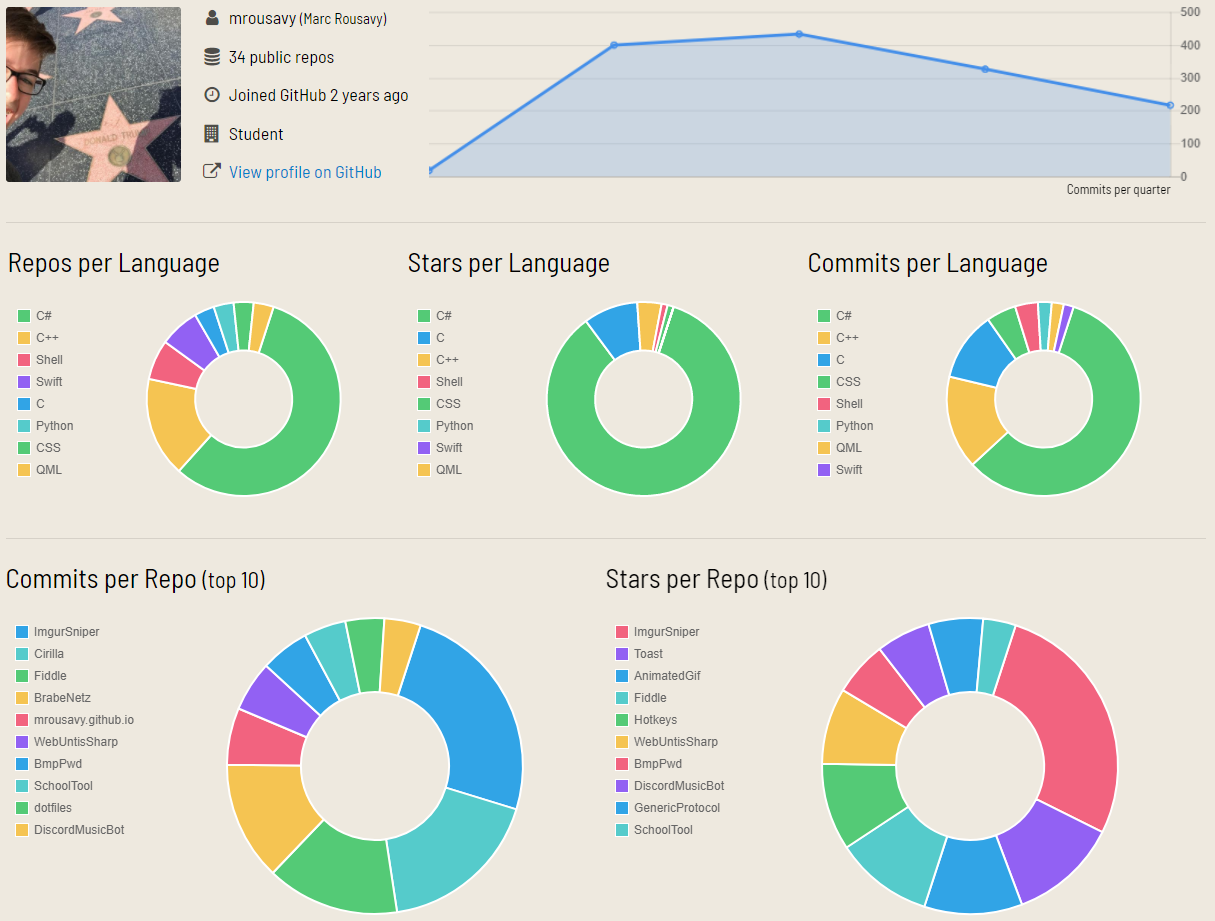 mrousavy (Marc Rousavy)
34 public repos
Joined GitHub 2 years ago
Student
View profile on GitHub
DONALD TRUMP
500
400
300
200
100
0
Commits per quarter
Repos per Language
C#
C++
Shell
Swift
C
Python
CSS
QML
Stars per Language
C#
C
C++
Shell
CSS
Python
Swift
QML
Commits per Language
C#
C++
C
CSS
Shell
Python
QML
Swift
Commits per Repo (top 10)
ImgurSniper
Cirilla
Fiddle
BrabeNetz
mrousavy.github.io
WebUntisSharp
BmpPwd
SchoolTool
dotfiles
DiscordMusicBot
Stars per Repo (top 10)
ImgurSniper
Toast
AnimatedGif
Fiddle
Hotkeys
WebUntisSharp
BmpPwd
DiscordMusicBot
GenericProtocol
SchoolTool